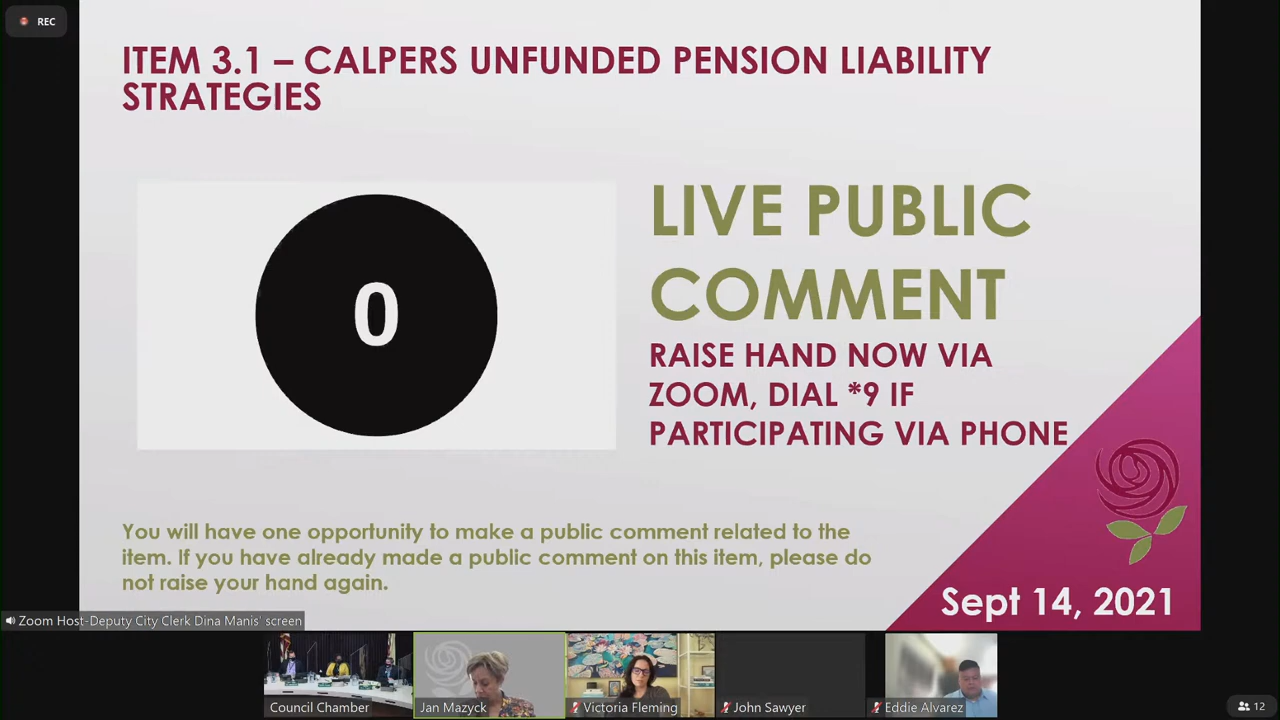 REC
ITEM 3.1 – CALPERS UNFUNDED PENSION LIABILITY
STRATEGIES
0
LIVE PUBLIC
COMMENT
RAISE HAND NOW VIA
ZOOM, DIAL *9 IF
PARTICIPATING VIA PHONE
You will have one opportunity to make a public comment related to the
item. If you have already made a public comment on this item, please do
not raise your hand again.
Sept 14, 2021
Zoom Host-Deputy City Clerk Dina Manis' screen
Council Chamber
Jan Mazyck
Victoria Fleming
John Sawyer
Eddie Alvarez
12